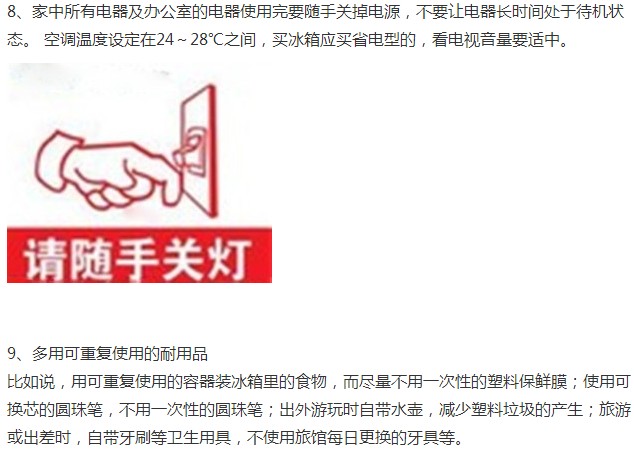 8、家中所有电器及办公室的电器使用完要随手关掉电源，不要让电器长时间处于待机状
态。 空调温度设定在24～28℃之间，买冰箱应买省电型的，看电视音量要适中。
请随手关灯
9、多用可重复使用的耐用品
比如说，用可重复使用的容器装冰箱里的食物，而尽量不用一次性的塑料保鲜膜；使用可
换芯的圆珠笔，不用一次性的圆珠笔；出外游玩时自带水壶，减少塑料垃圾的产生；旅游
或出差时，自带牙刷等卫生用具，不使用旅馆每日更换的牙具等。